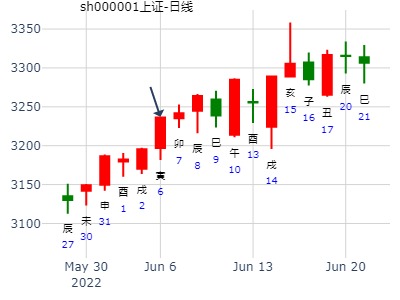 sh000001上证-日线
3350
3300
3250
3200
3150
3100
辰
27
未
30
申
31
酉
1
戌
2
寅
6
卯
7
辰
8
巳
9
午
10
酉
13
戌
14
亥
15
子
16
丑
17
辰
20
巳
21
May 30
2022
Jun 6
Jun 13
Jun 20